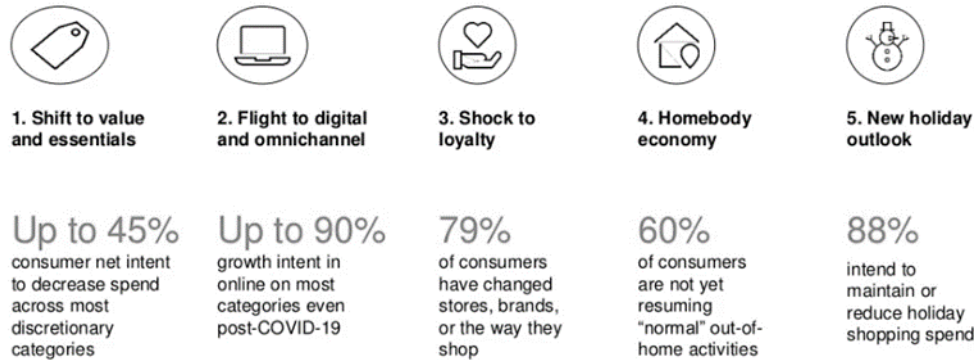 1. Shift to value
and essentials
2. Flight to digital
and omnichannel
3. Shock to
loyalty
4. Homebody
economy
5. New holiday
outlook
Up to 45%
consumer net intent
to decrease spend
across most
discretionary
categories
Up to 90%
growth intent in
online on most
categories even
post-COVID-19
79%
of consumers
have changed
stores, brands,
or the way they
shop
60%
of consumers
are not yet
resuming
“normal” out-of-
home activities
88%
intend to
maintain or
reduce holiday
shopping spend